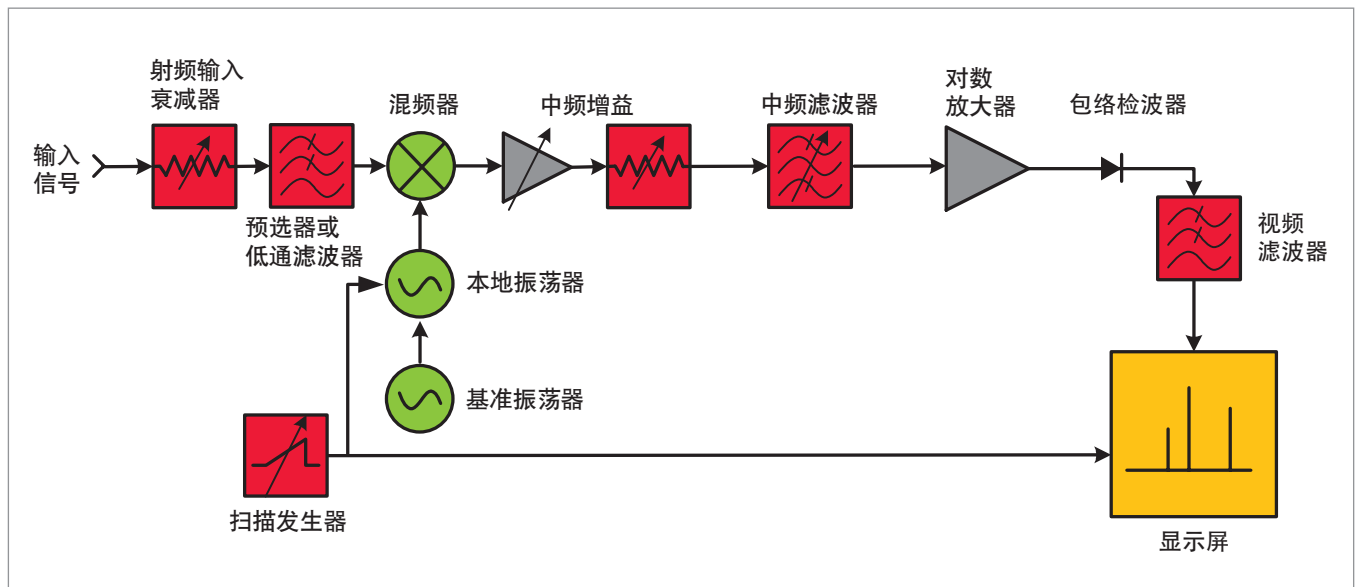 射频输入
衰减器
混频器
中频增益
中频滤波器
对数
放大器
包络检波器
输入
信号
预选器或
低通滤波器
视频
滤波器
本地振荡器
基准振荡器
扫描发生器
显示屏